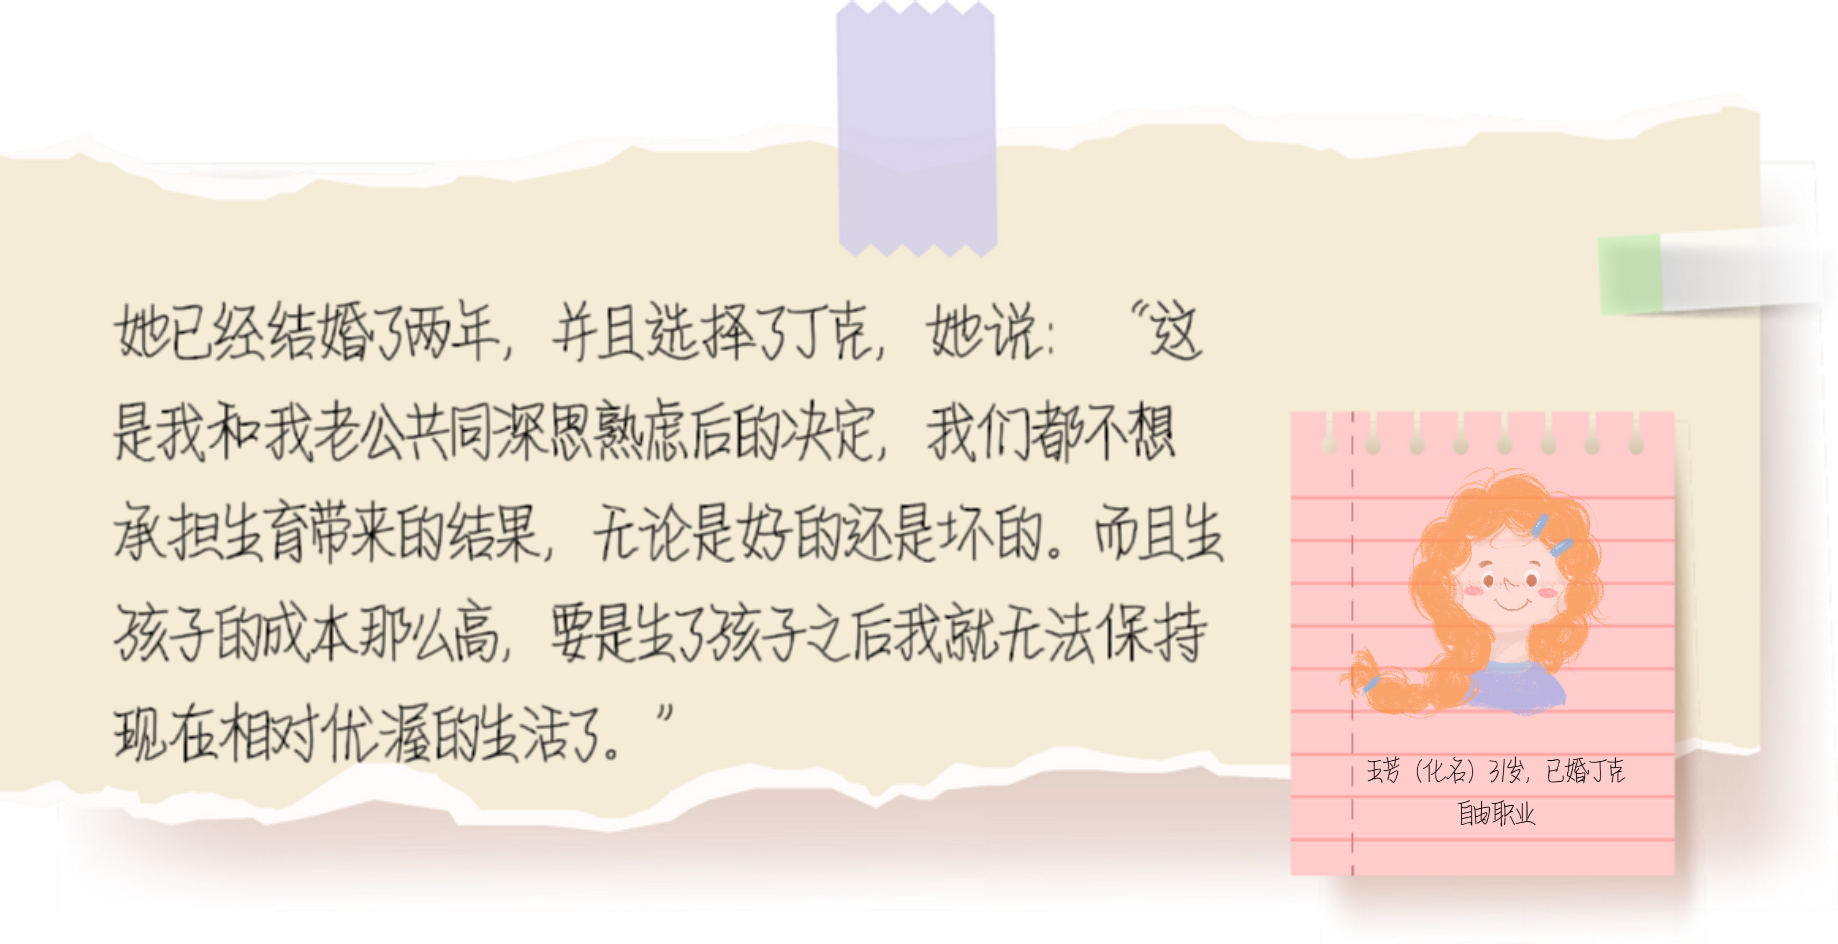 她已经结婚了两年，并且选择了丁克，她说：“这
是我和我老公共同深思熟虑后的决定，我们都不想
承担生育带来的结果，无论是好的还是坏的。而且生
孩子的成本那么高，要是生了孩子之后我就无法保持
现在相对优渥的生活了。”
王芳（化名）31岁，已婚丁克
自由职业